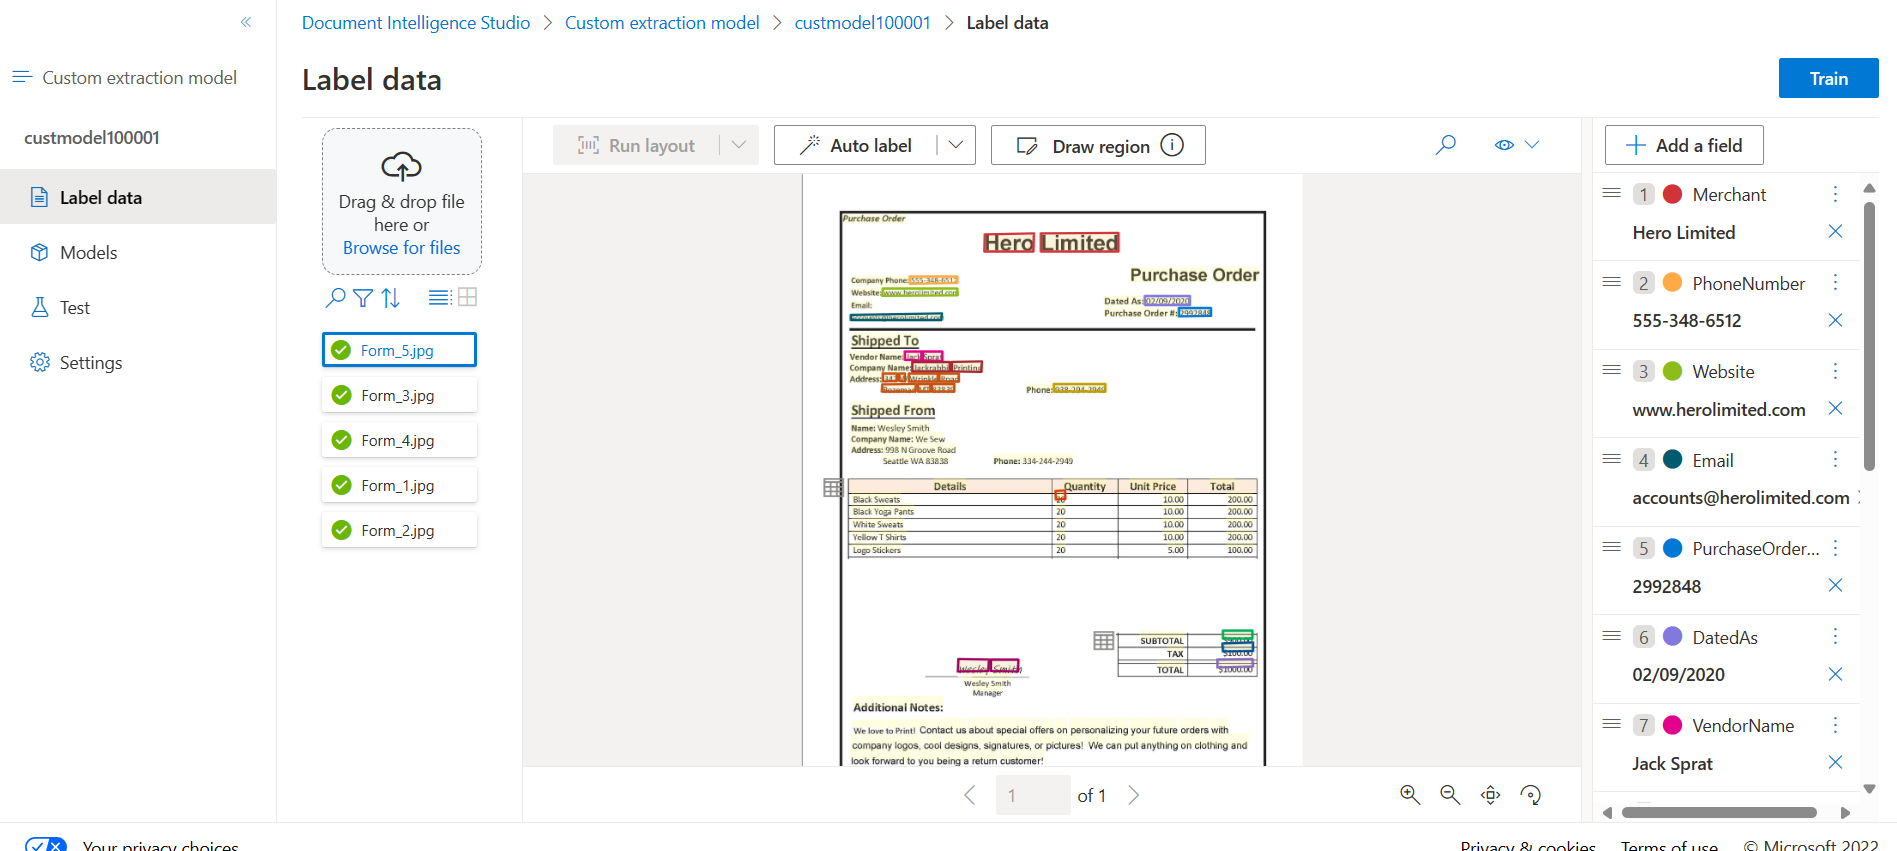 Document Intelligence Studio > Custom extraction model > custmodel100001 > Label data
Custom extraction model
Label data
Train
custmodel100001
Label data
Models
Test
Settings
Drag & drop file
here or
Browse for files
Form_5.jpg
Form_3.jpg
Form_4.jpg
Form_1.jpg
Form_2.jpg
Run layout
Auto label
Draw region
Purchase Order
Hero Limited
Purchase Order
Company Phone: 555-348-6512
Website: www.herolimited.com
Email:
accounts@herolimited.com
Dated As: 02/09/2020
Purchase Order #: 2992848
Shipped To
Vendor Name: Jack Sprat
Company Name: Jackrabbit Printing
Address:
Phone:
Shipped From
Name: Wesley Smith
Company Name: We Sew
Address: 998 N Groove Road
Seattle WA 83838 Phone: 334-244-2949
Details Quantity Unit Price Total
Black Sweats 20 10.00 200.00
Black Yoga Pants 20 10.00 200.00
White Sweats 20 10.00 200.00
Yellow T Shirts 20 10.00 200.00
Logo Stickers 20 5.00 100.00
SUBTOTAL
TAX $100.00
TOTAL $1000.00
Wesley Smith
Wesley Smith
Manager
Additional Notes:
We love to Print! Contact us about special offers on personalizing your future orders with
company logos, cool designs, signatures, or pictures! We can put anything on clothing and
look forward to you being a return customer!
1 of 1
Add a field
1 Merchant
Hero Limited
2 PhoneNumber
555-348-6512
3 Website
www.herolimited.com
4 Email
accounts@herolimited.com
5 PurchaseOrder...
2992848
6 DatedAs
02/09/2020
7 VendorName
Jack Sprat
Your privacy choices
Privacy & cookies Terms of use © Microsoft 2022